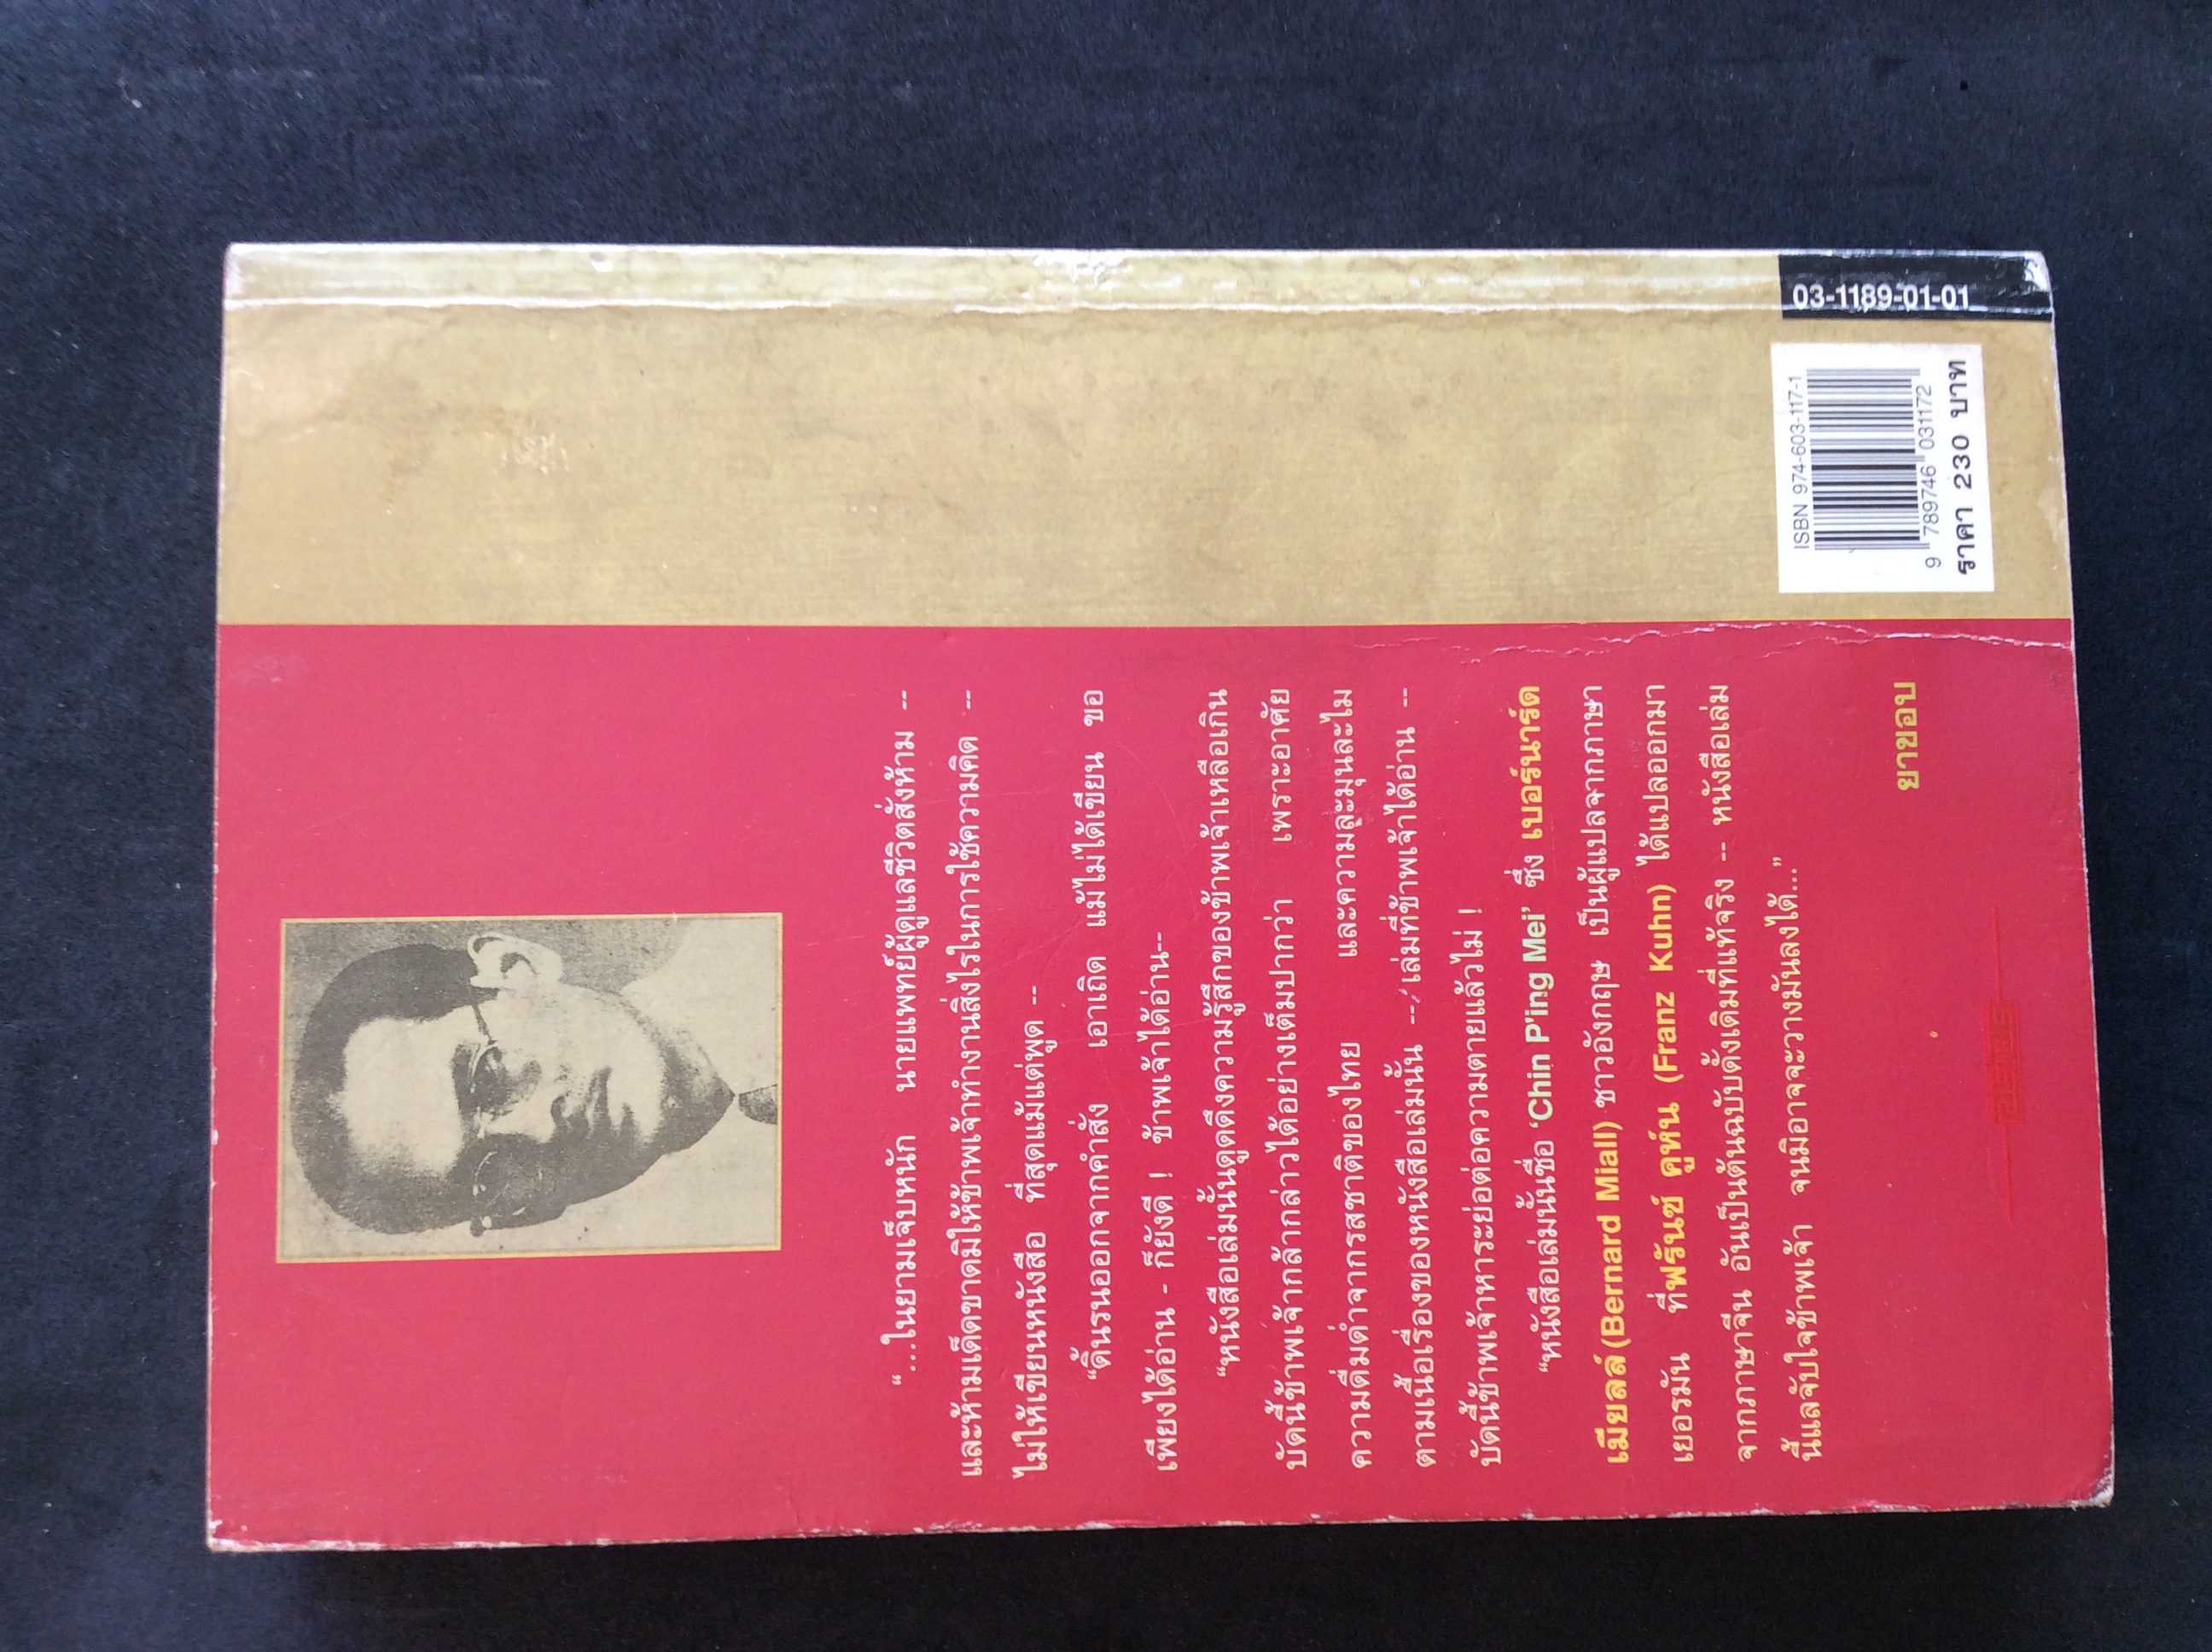 “...ในยามเจ็บหนัก นายแพทย์ผู้ดูแลชีวิตสั่งห้าม --
และห้ามเด็ดขาดมิให้ข้าพเจ้าทำงานสิ่งไรในการใช้ความคิด --
ไม่ให้เขียนหนังสือ ที่สุดแม้แต่พูด --
“ดิ้นรนออกจากคำสั่ง เอาเถิด แม้ไม่ได้เขียน ขอ
เพียงได้อ่าน - ก็ยังดี ! ข้าพเจ้าได้อ่าน--
“หนังสือเล่มนั้นดูดดึงความรู้สึกของข้าพเจ้าเหลือเกิน
บัดนี้ข้าพเจ้ากล้ากล่าวได้อย่างเต็มปากว่า เพราะอาศัย
ความดื่มด่ำจากรสชาติของไทย และความละมุนละไม
ตามเนื้อเรื่องของหนังสือเล่มนั้น -- เล่มที่ข้าพเจ้าได้อ่าน --
บัดนี้ข้าพเจ้าหาระย่อต่อความตายแล้วไม่ !
“หนังสือเล่มนั้นชื่อ ‘Chin P'ing Mei’ ซึ่ง เบอร์นาร์ด
เมียลล์ (Bernard Miall) ชาวอังกฤษ เป็นผู้แปลจากภาษา
เยอรมัน ที่ฟรันซ์ คูห์น (Franz Kuhn) ได้แปลออกมา
จากภาษาจีน อันเป็นต้นฉบับดั้งเดิมที่แท้จริง -- หนังสือเล่ม
นี้แลจับใจข้าพเจ้า จนมิอาจจะวางมันลงได้...”
ยาขอบ
03-1189-01-01
ISBN 974-603-117-1
9 789746 031172
ราคา 230 บาท